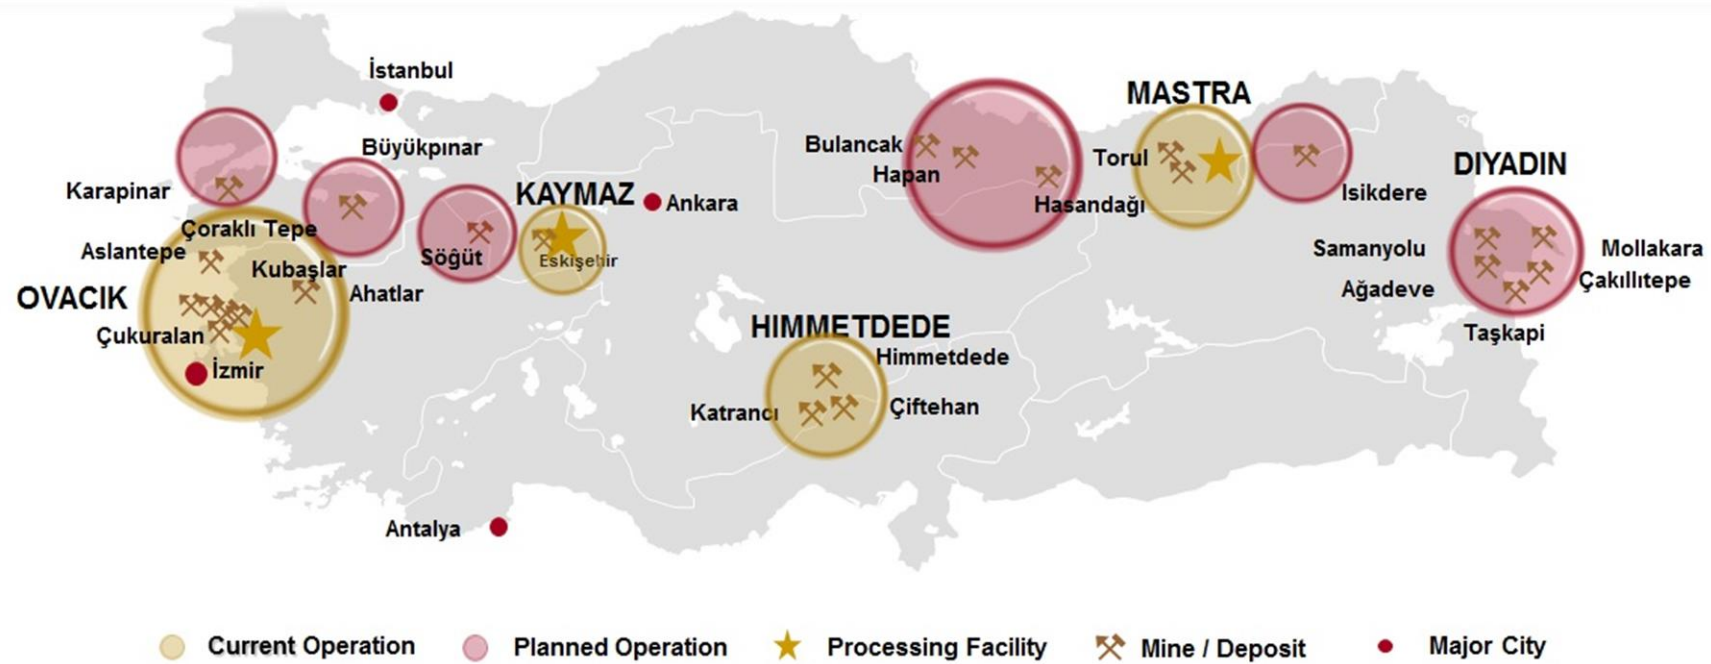 İstanbul
MASTRA
Büyükpınar
Bulancak
Torul
DIYADIN
Hapan
Karapinar
KAYMAZ
Ankara
Hasandağı
Isikdere
Çoraklı Tepe
Aslantepe
Söğüt
Eskişehir
Samanyolu
Mollakara
Kubaşlar
Ahatlar
Ağadeve
Çakıllıtepe
OVACIK
Çukuralan
HIMMETDEDE
Taşkapi
Himmetdede
İzmir
Katrancı
Çiftehan
Antalya
Current Operation
Planned Operation
Processing Facility
Mine / Deposit
Major City